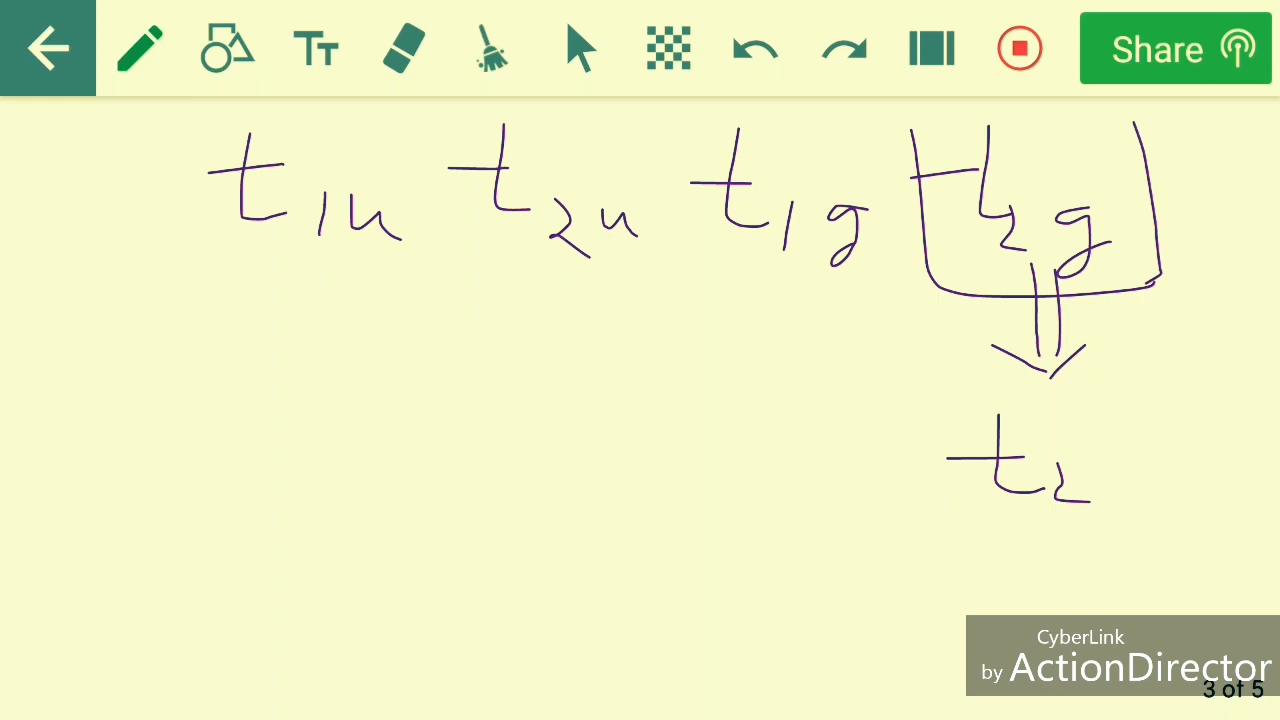 Share
t1u t2u t1g t2g
t2
CyberLink
by ActionDirector
3 of 5